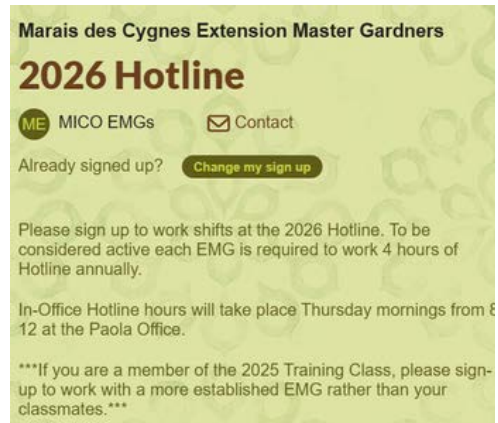 Marais des Cygnes Extension Master Gardners
2026 Hotline
ME MICO EMGs Contact
Already signed up? Change my sign up
Please sign up to work shifts at the 2026 Hotline. To be
considered active each EMG is required to work 4 hours of
Hotline annually.
In-Office Hotline hours will take place Thursday mornings from 8
12 at the Paola Office.
***If you are a member of the 2025 Training Class, please sign-
up to work with a more established EMG rather than your
classmates.***